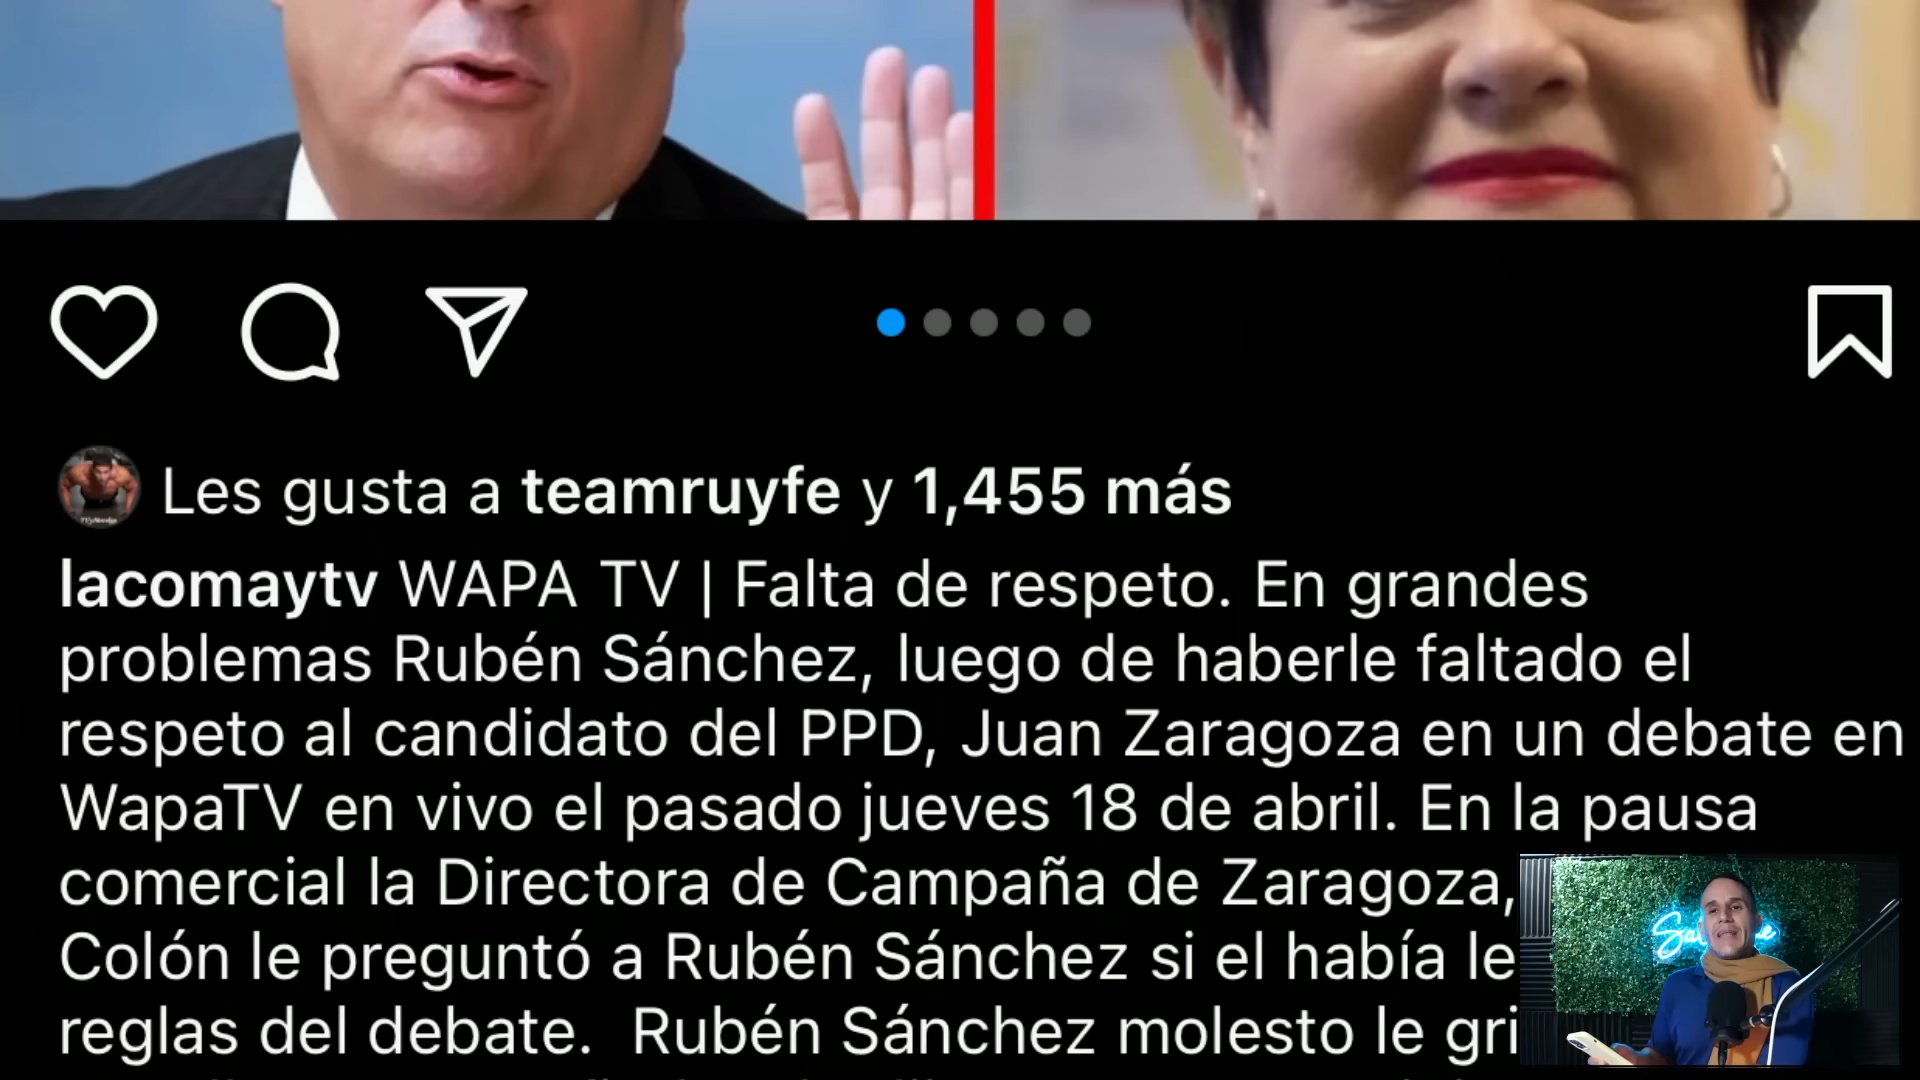 Les gusta a teamruyfe y 1,455 más
lacomaytv WAPA TV | Falta de respeto. En grandes
problemas Rubén Sánchez, luego de haberle faltado el
respeto al candidato del PPD, Juan Zaragoza en un debate en
WapaTV en vivo el pasado jueves 18 de abril. En la pausa
comercial la Directora de Campaña de Zaragoza,
Colón le preguntó a Rubén Sánchez si el había le
reglas del debate. Rubén Sánchez molesto le gri